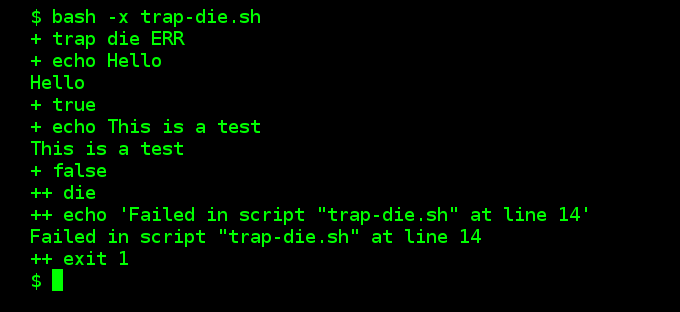 $ bash -x trap-die.sh
+ trap die ERR
+ echo Hello
Hello
+ true
+ echo This is a test
This is a test
+ false
++ die
++ echo 'Failed in script "trap-die.sh" at line 14'
Failed in script "trap-die.sh" at line 14
++ exit 1
$